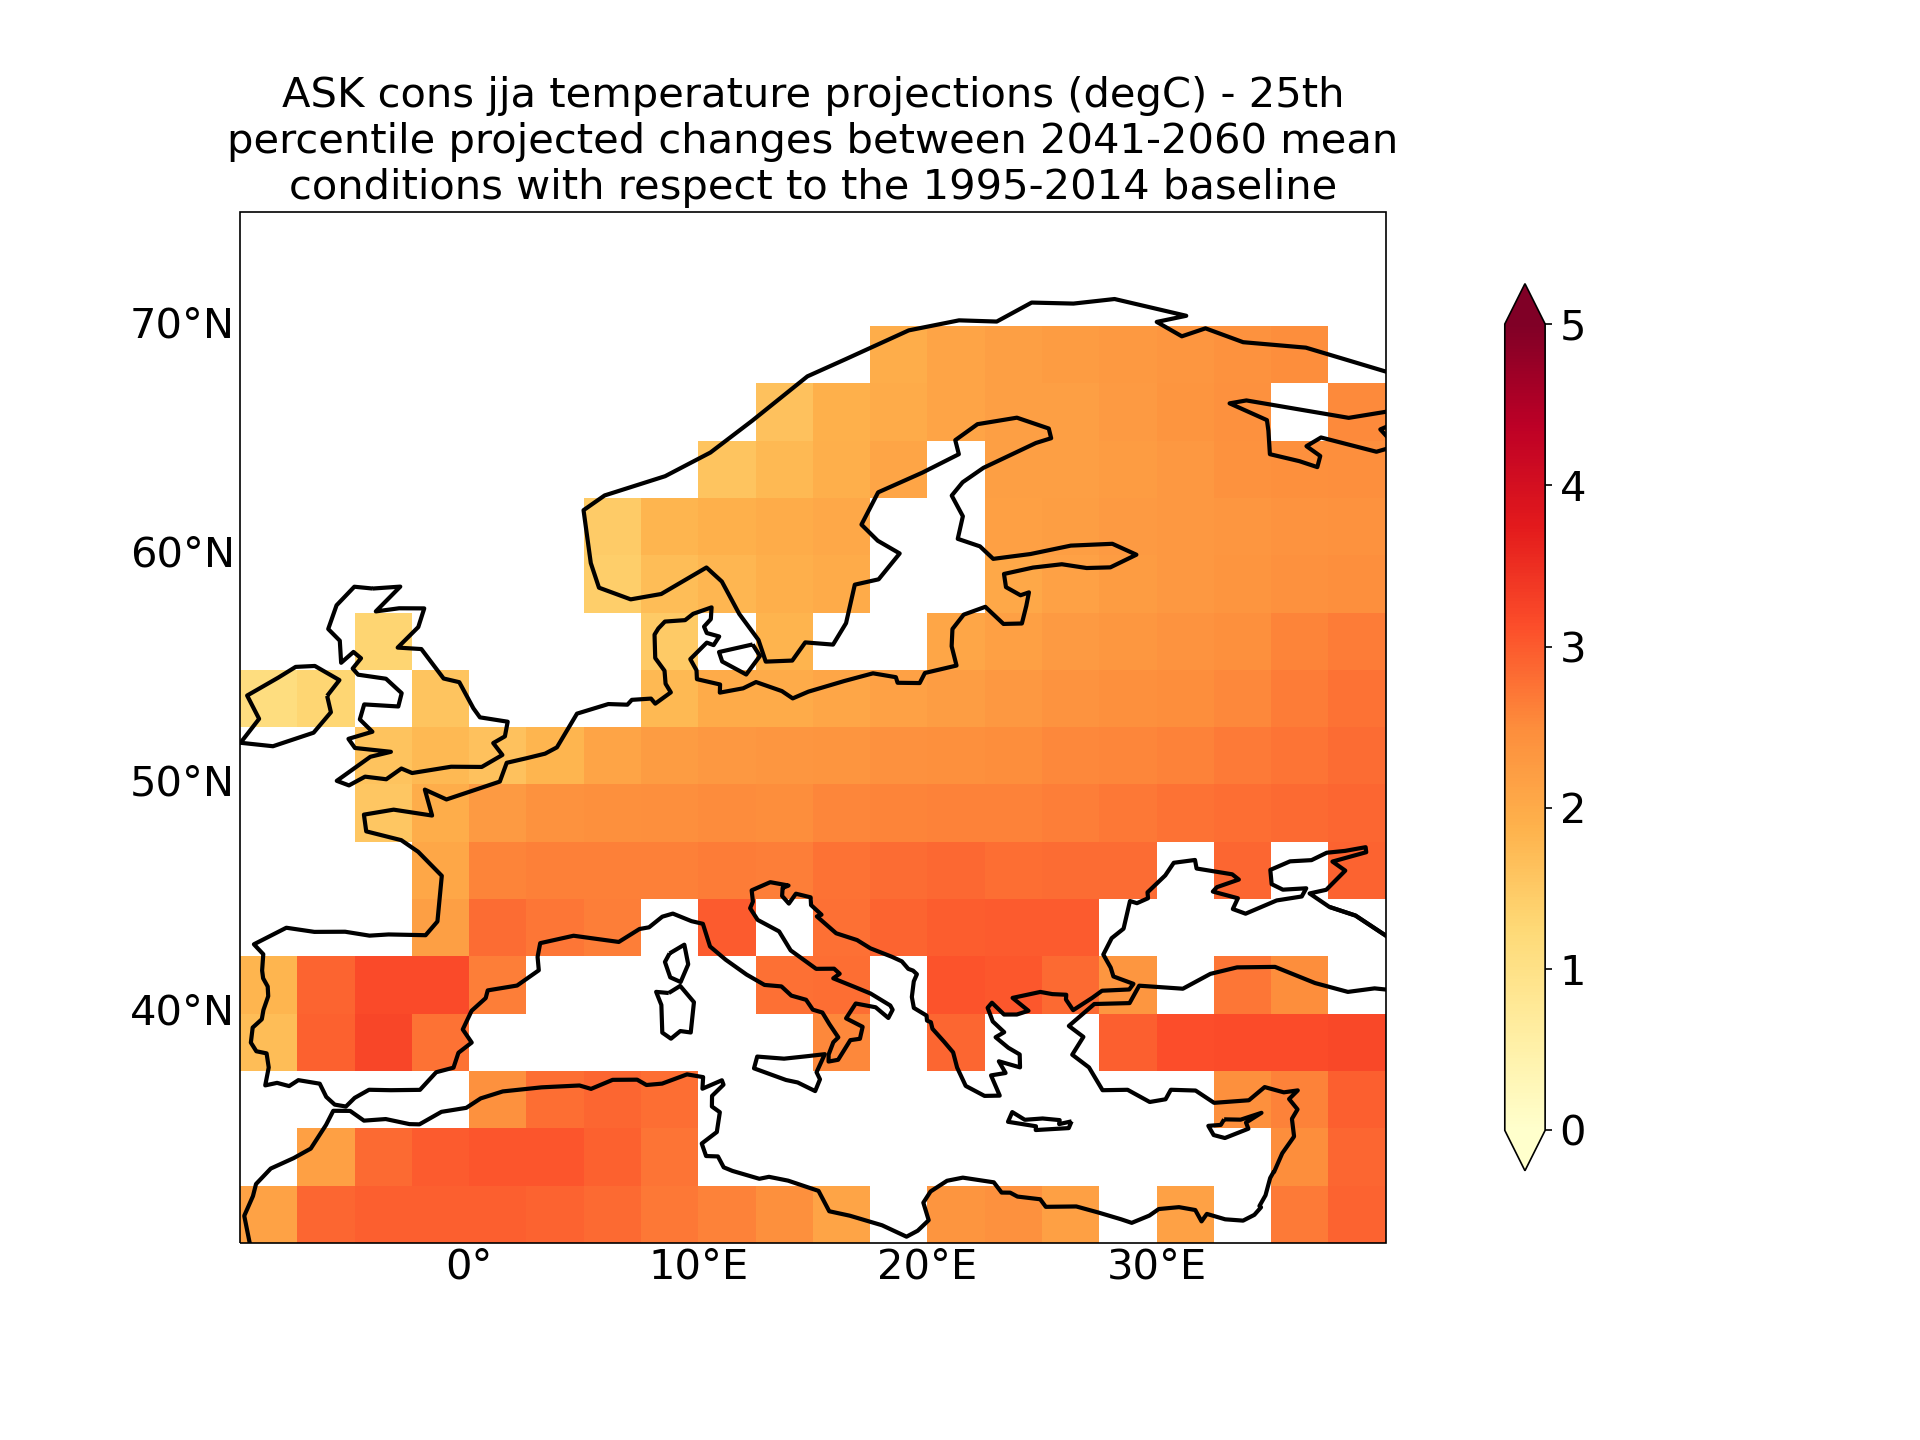 ASK cons jja temperature projections (degC) - 25th
percentile projected changes between 2041-2060 mean
conditions with respect to the 1995-2014 baseline
70°N
60°N
50°N
40°N
0°
10°E
20°E
30°E
5
4
3
2
1
0